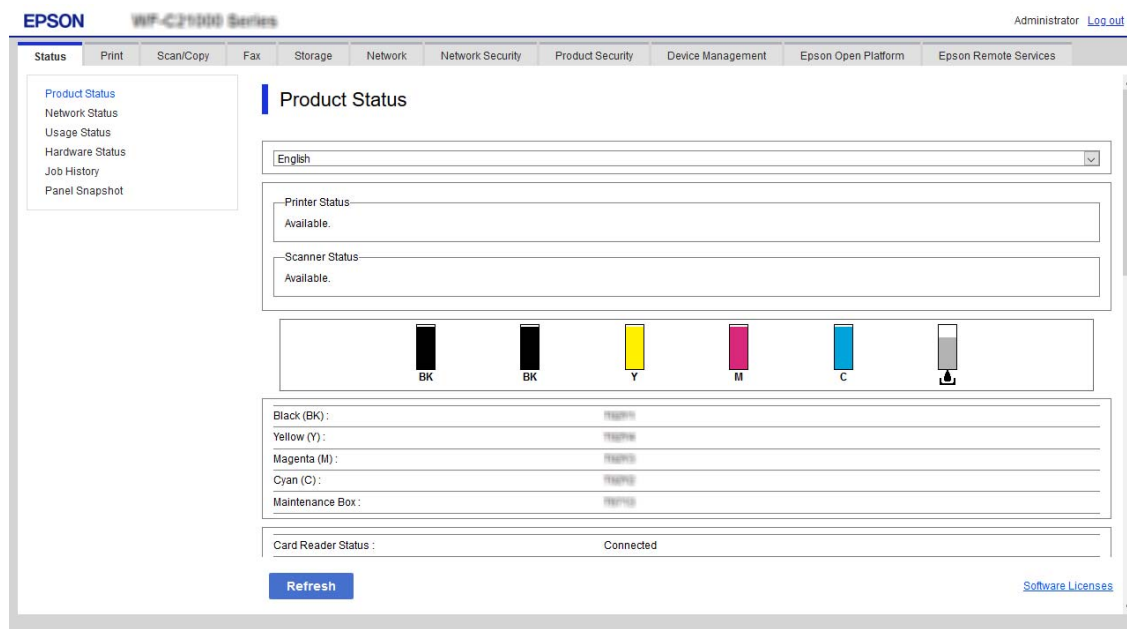 EPSON WF-C21000 Series Administrator Log out
Status Print Scan/Copy Fax Storage Network Network Security Product Security Device Management Epson Open Platform Epson Remote Services
Product Status
Network Status
Usage Status
Hardware Status
Job History
Panel Snapshot
Product Status
English
Printer Status
Available.
Scanner Status
Available.
BK BK Y M C
Black (BK) :
Yellow (Y) :
Magenta (M) :
Cyan (C) :
Maintenance Box :
Card Reader Status : Connected
Refresh
Software Licenses